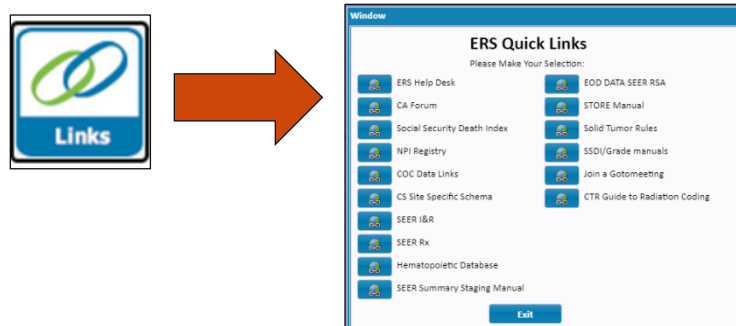 Links
Window
ERS Quick Links
Please Make Your Selection:
ERS Help Desk
CA Forum
Social Security Death Index
NPI Registry
COC Data Links
CS Site Specific Schema
SEER I&R
SEER Rx
Hematopoietic Database
SEER Summary Staging Manual
EOD DATA SEER RSA
STORE Manual
Solid Tumor Rules
SSDI/Grade manuals
Join a Gotomeeting
CTR Guide to Radiation Coding
Exit